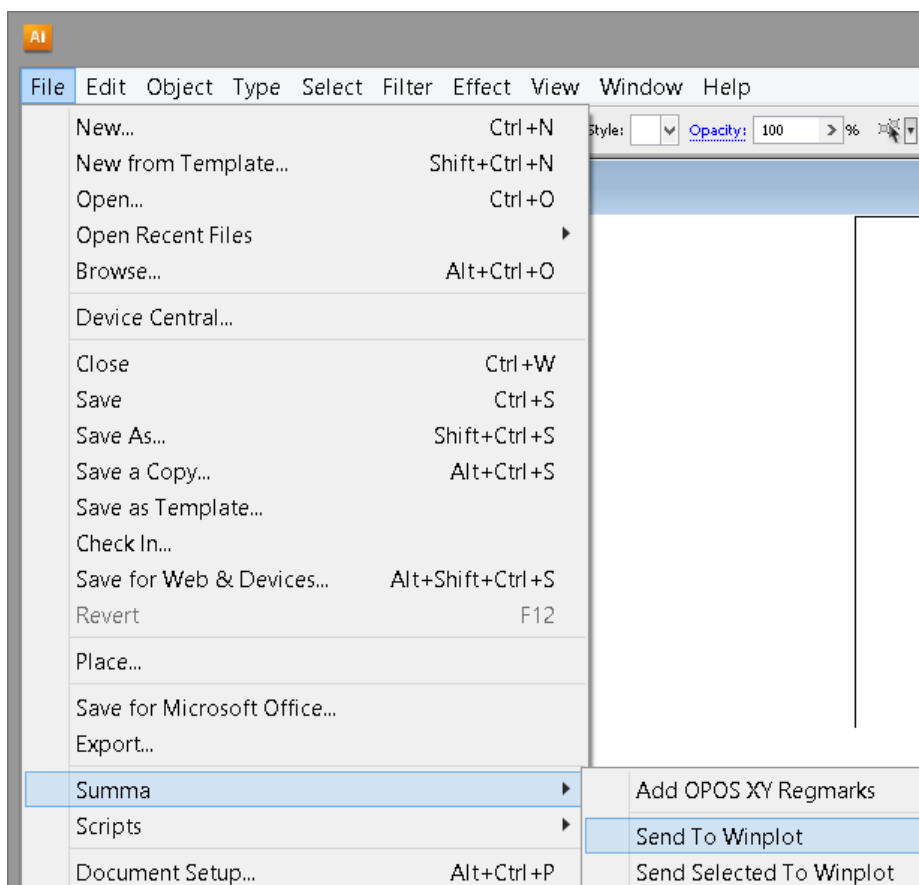 Ai
File Edit Object Type Select Filter Effect View Window Help
Style: Opacity: 100 > %
New... Ctrl+N
New from Template... Shift+Ctrl+N
Open... Ctrl+O
Open Recent Files
Browse... Alt+Ctrl+O
Device Central...
Close Ctrl+W
Save Ctrl+S
Save As... Shift+Ctrl+S
Save a Copy... Alt+Ctrl+S
Save as Template...
Check In...
Save for Web & Devices... Alt+Shift+Ctrl+S
Revert F12
Place...
Save for Microsoft Office...
Export...
Summa
Add OPOS XY Regmarks
Scripts
Send To Winplot
Document Setup... Alt+Ctrl+P
Send Selected To Winplot